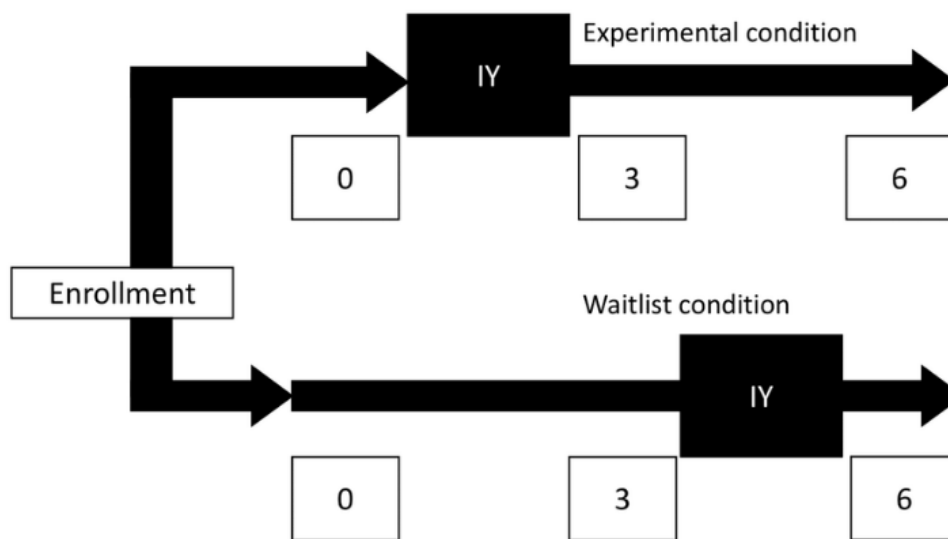 Experimental condition
IY
0
3
6
Enrollment
Waitlist condition
IY
0
3
6